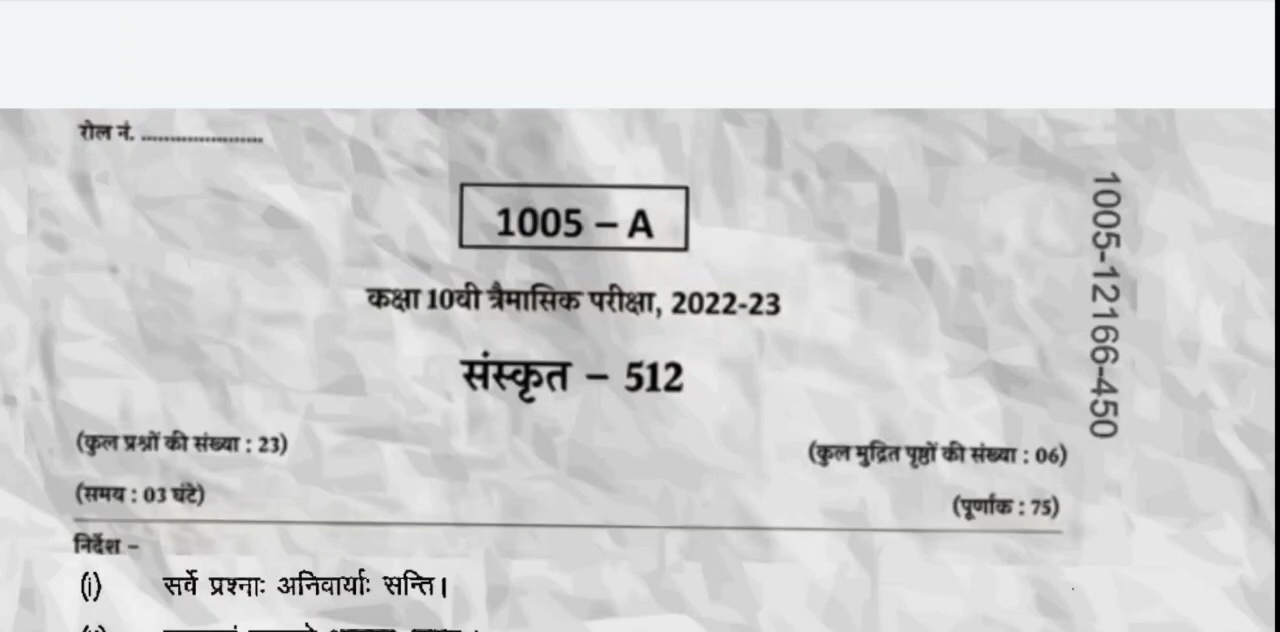 रोल नं. ......................
1005 – A
1005-12166-450
कक्षा 10वी त्रैमासिक परीक्षा, 2022-23
संस्कृत – 512
(कुल प्रश्नों की संख्या : 23)
(कुल मुद्रित पृष्ठों की संख्या : 06)
(समय : 03 घंटे)
(पूर्णांक : 75)
निर्देश –
(i) सर्वे प्रश्नाः अनिवार्याः सन्ति।